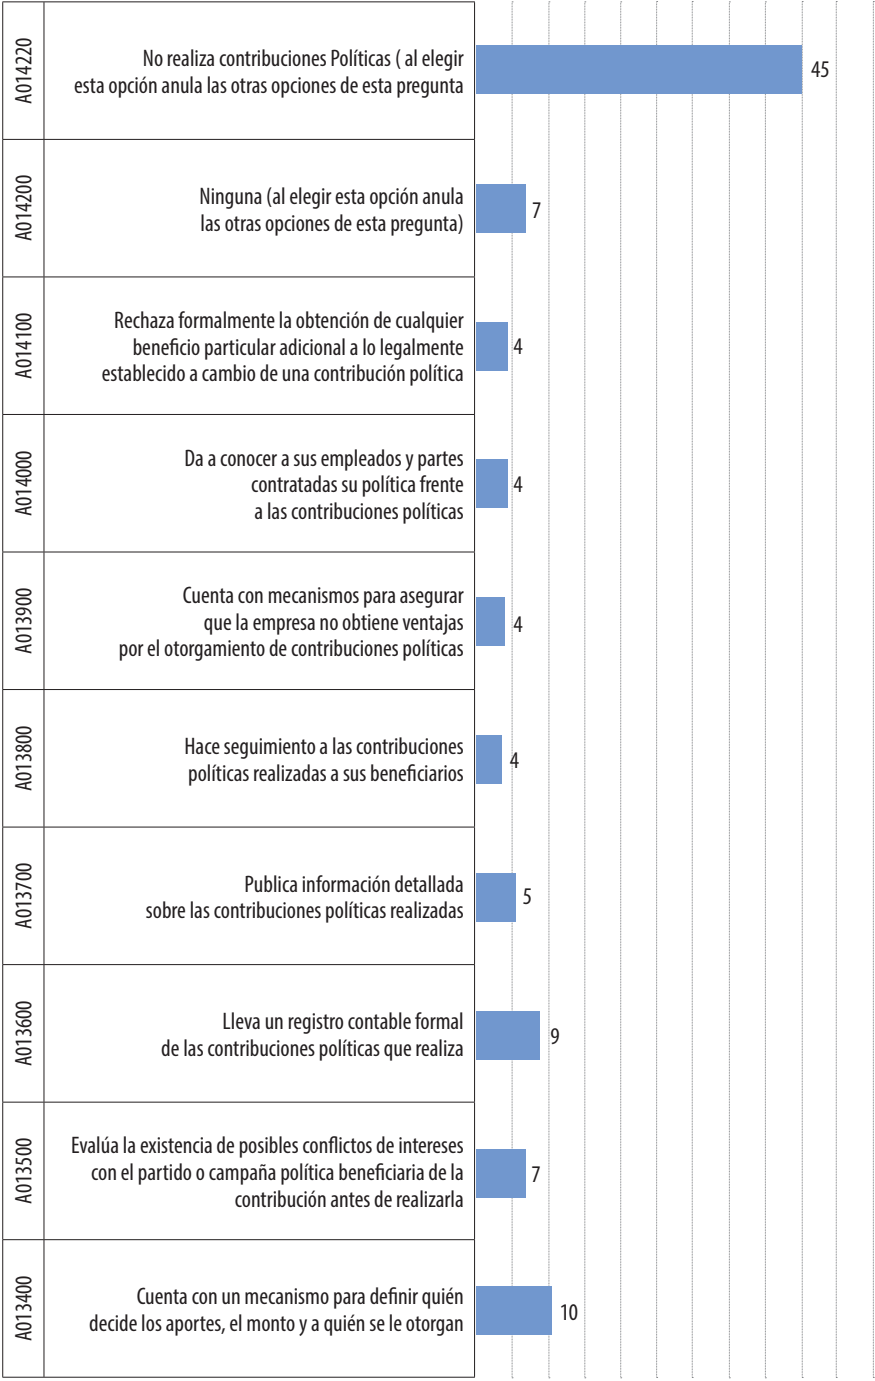 A014220
No realiza contribuciones Políticas ( al elegir
esta opción anula las otras opciones de esta pregunta
45
A014200
Ninguna (al elegir esta opción anula
las otras opciones de esta pregunta)
7
A014100
Rechaza formalmente la obtención de cualquier
beneficio particular adicional a lo legalmente
establecido a cambio de una contribución política
4
A014000
Da a conocer a sus empleados y partes
contratadas su política frente
a las contribuciones políticas
4
A013900
Cuenta con mecanismos para asegurar
que la empresa no obtiene ventajas
por el otorgamiento de contribuciones políticas
4
A013800
Hace seguimiento a las contribuciones
políticas realizadas a sus beneficiarios
4
A013700
Publica información detallada
sobre las contribuciones políticas realizadas
5
A013600
Lleva un registro contable formal
de las contribuciones políticas que realiza
9
A013500
Evalúa la existencia de posibles conflictos de intereses
con el partido o campaña política beneficiaria de la
contribución antes de realizarla
7
A013400
Cuenta con un mecanismo para definir quién
decide los aportes, el monto y a quién se le otorgan
10